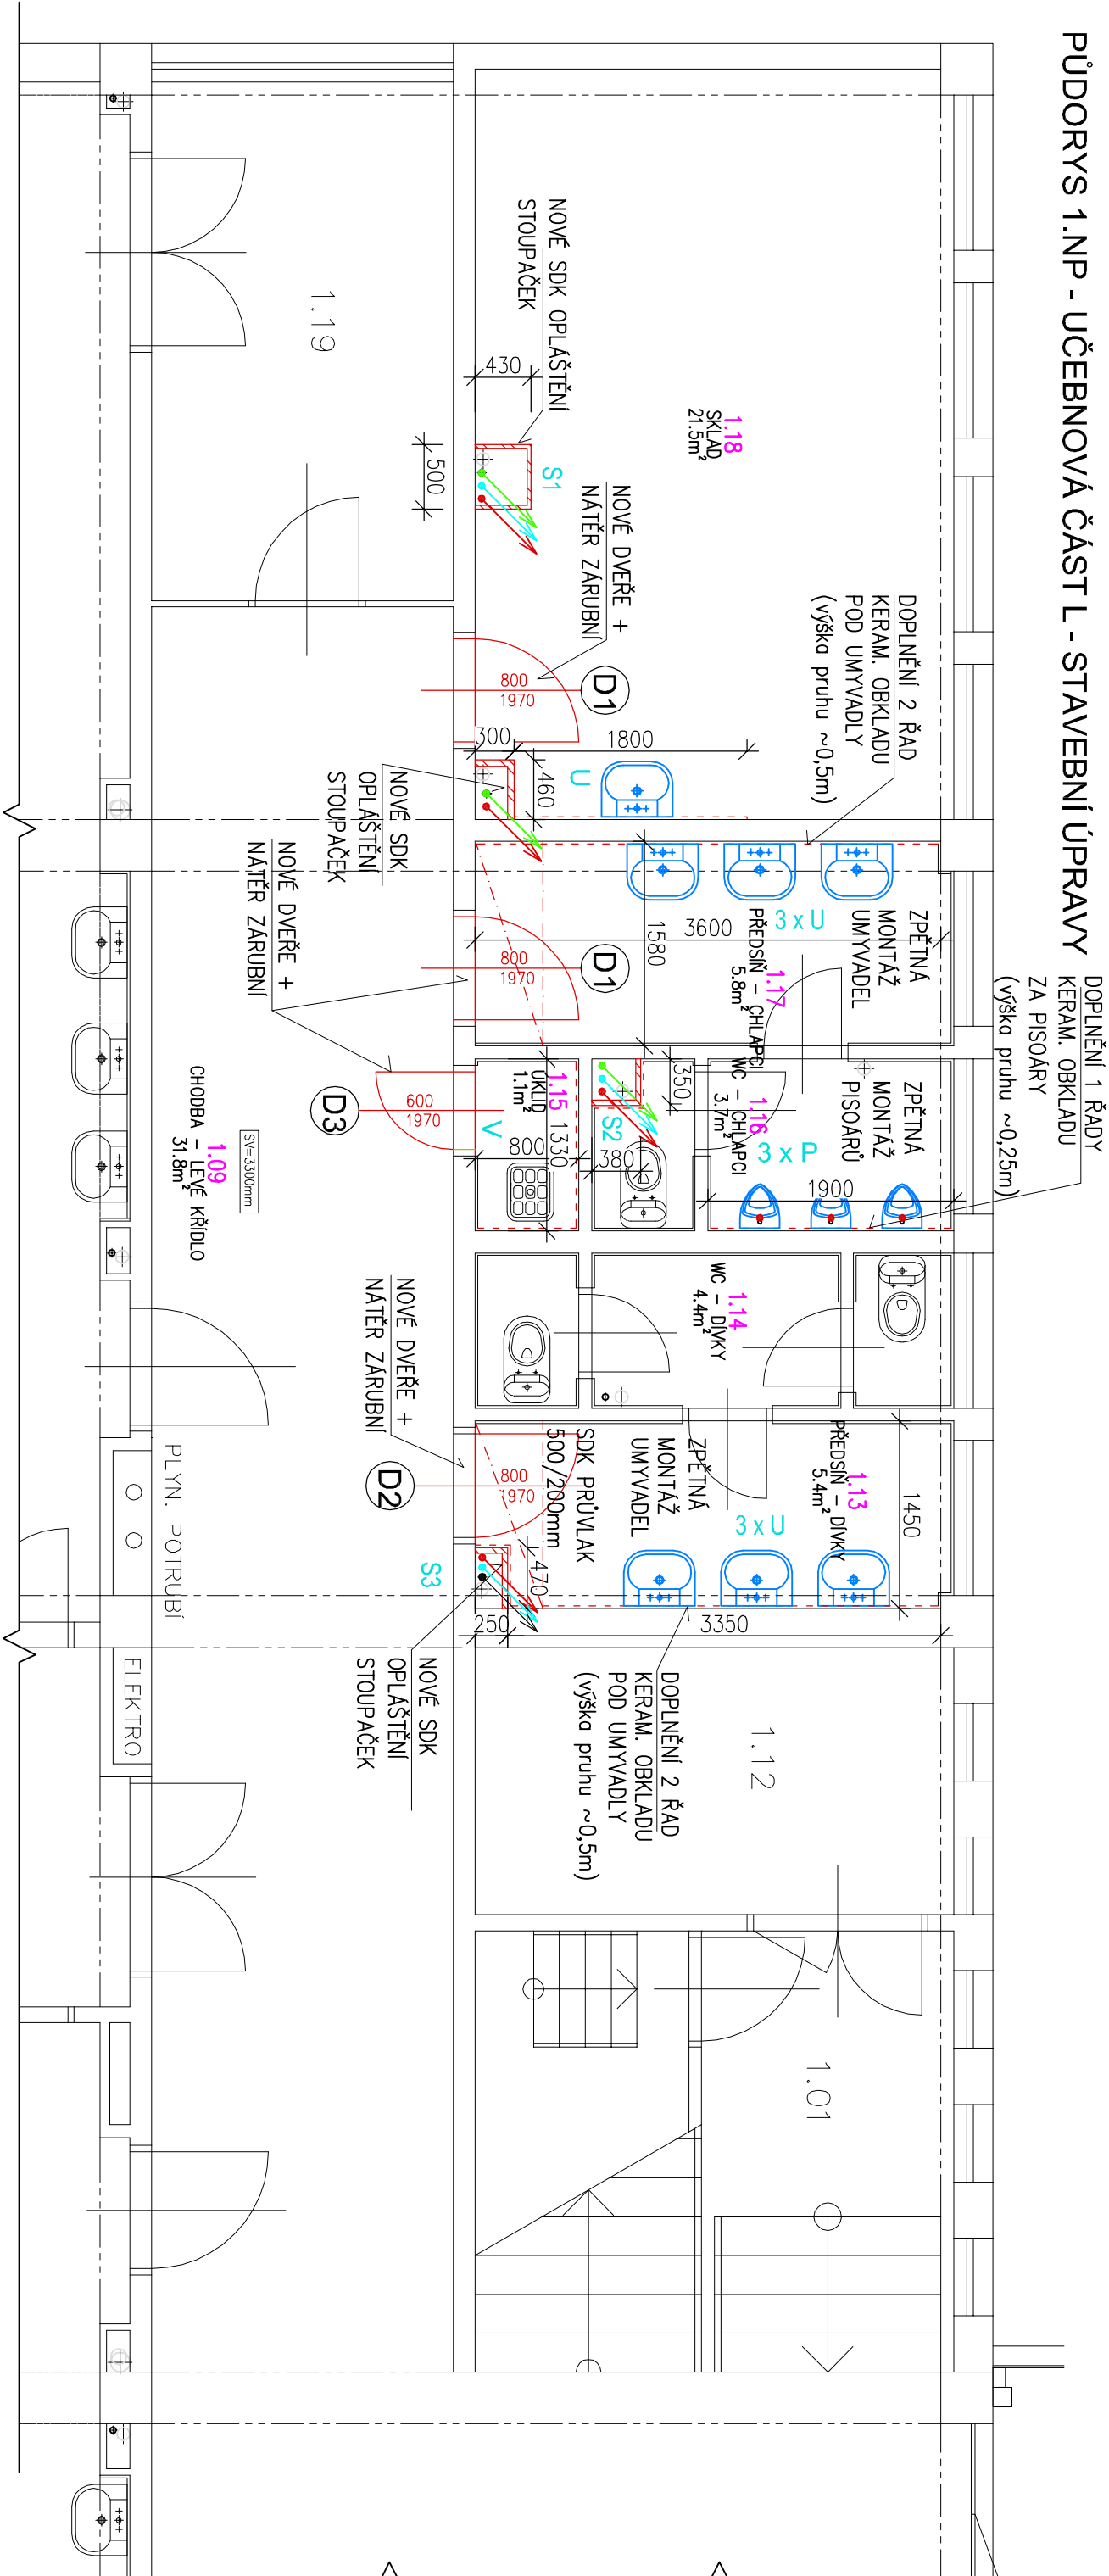 PŮDORYS 1.NP - UČEBNOVÁ ČÁST L - STAVEBNÍ ÚPRAVY
DOPLNĚNÍ 1 ŘADY
KERAM. OBKLADU
ZA PISOÁRY
(výška pruhu ~0,25m)
DOPLNĚNÍ 2 ŘAD
KERAM. OBKLADU
POD UMYVADLY
(výška pruhu ~0,5m)
NOVÉ SDK OPLÁŠTĚNÍ
STOUPAČEK
430
500
S1
1.18
SKLAD
21.5m²
1.19
NOVÉ DVEŘE +
NÁTĚR ZÁRUBNÍ
D1
800
1970
300
1800
460
U
NOVÉ SDK
OPLÁŠTĚNÍ
STOUPAČEK
NOVÉ DVEŘE +
NÁTĚR ZÁRUBNÍ
ZPĚTNÁ
MONTÁŽ
UMYVADEL
3 x U
3600
1580
1.17
PŘEDSÍŇ - CHLAPCI
5.8m²
D1
800
1970
ZPĚTNÁ
MONTÁŽ
PISOÁRŮ
3 x P
1900
1.16
WC - CHLAPCI
3.7m²
350
S2
380
1.15
ÚKLID
1.1m²
1330
800
V
600
1970
D3
SV=3300mm
1.09
CHODBA - LEVÉ KŘÍDLO
31.8m²
1.14
WC - DÍVKY
4.4m²
NOVÉ DVEŘE +
NÁTĚR ZÁRUBNÍ
D2
800
1970
1.13
PŘEDSÍŇ - DÍVKY
5.4m²
1450
3 x U
ZPĚTNÁ
MONTÁŽ
UMYVADEL
SDK PRŮVLAK
500/200mm
470
S3
250
3350
NOVÉ SDK
OPLÁŠTĚNÍ
STOUPAČEK
DOPLNĚNÍ 2 ŘAD
KERAM. OBKLADU
POD UMYVADLY
(výška pruhu ~0,5m)
PLYN. POTRUBÍ
ELEKTRO
1.12
1.01